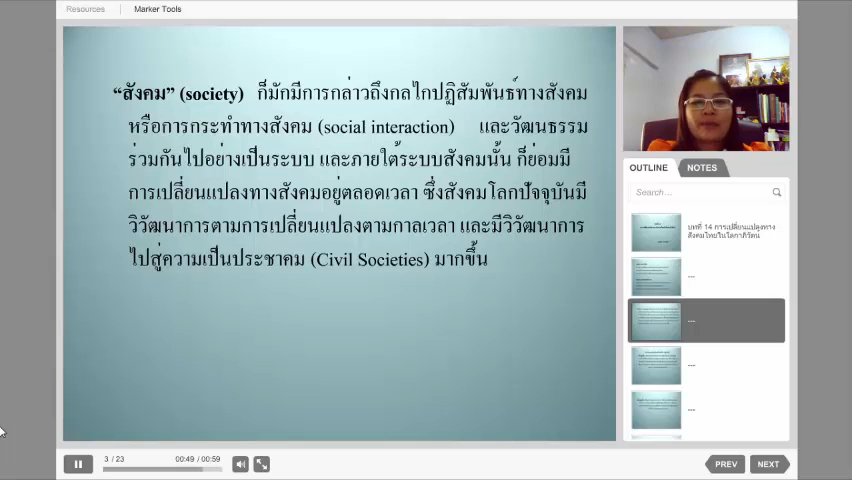 Resources
Marker Tools
“สังคม” (society) ก็มักมีการกล่าวถึงกลไกปฏิสัมพันธ์ทางสังคม
หรือการกระทำทางสังคม (social interaction) และวัฒนธรรม
ร่วมกันไปอย่างเป็นระบบ และภายใต้ระบบสังคมนั้น ก็ย่อมมี
การเปลี่ยนแปลงทางสังคมอยู่ตลอดเวลา ซึ่งสังคมโลกปัจจุบันมี
วิวัฒนาการตามการเปลี่ยนแปลงตามกาลเวลา และมีวิวัฒนาการ
ไปสู่ความเป็นประชาคม (Civil Societies) มากขึ้น
OUTLINE
NOTES
Search...
บทที่ 14 การเปลี่ยนแปลงทาง
สังคมไทยในโลกาภิวัตน
...
...
...
...
3 / 23
00:49 / 00:59
PREV
NEXT